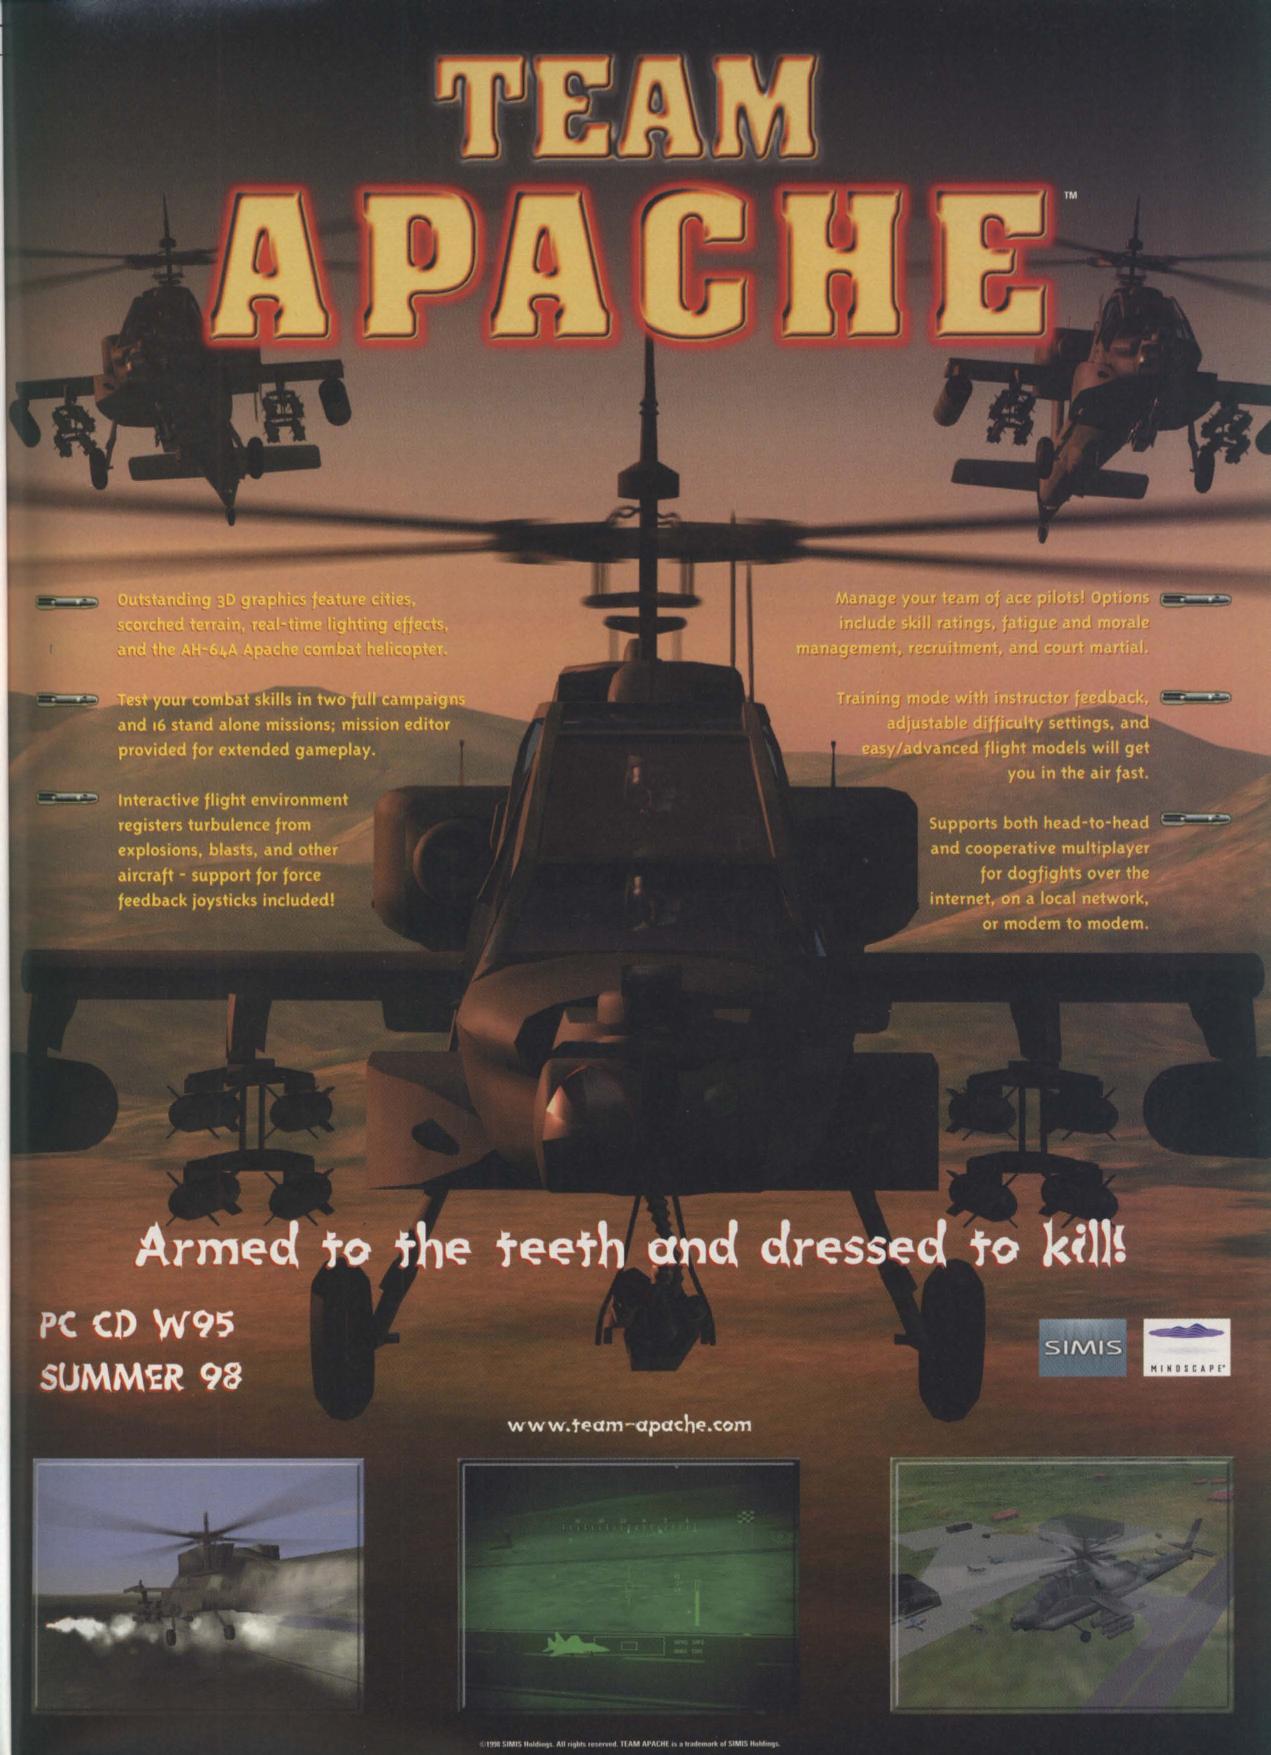 TEAM
APACHE™
Outstanding 3D graphics feature cities,
scorched terrain, real-time lighting effects,
and the AH-64A Apache combat helicopter.
Test your combat skills in two full campaigns
and 16 stand alone missions; mission editor
provided for extended gameplay.
Interactive flight environment
registers turbulence from
explosions, blasts, and other
aircraft - support for force
feedback joysticks included!
Manage your team of ace pilots! Options
include skill ratings, fatigue and morale
management, recruitment, and court martial.
Training mode with instructor feedback,
adjustable difficulty settings, and
easy/advanced flight models will get
you in the air fast.
Supports both head-to-head
and cooperative multiplayer
for dogfights over the
internet, on a local network,
or modem to modem.
Armed to the teeth and dressed to kill!
PC CD W95
SUMMER 98
SIMIS
MINDSCAPE®
www.team-apache.com
©1998 SIMIS Holdings. All rights reserved. TEAM APACHE is a trademark of SIMIS Holdings.